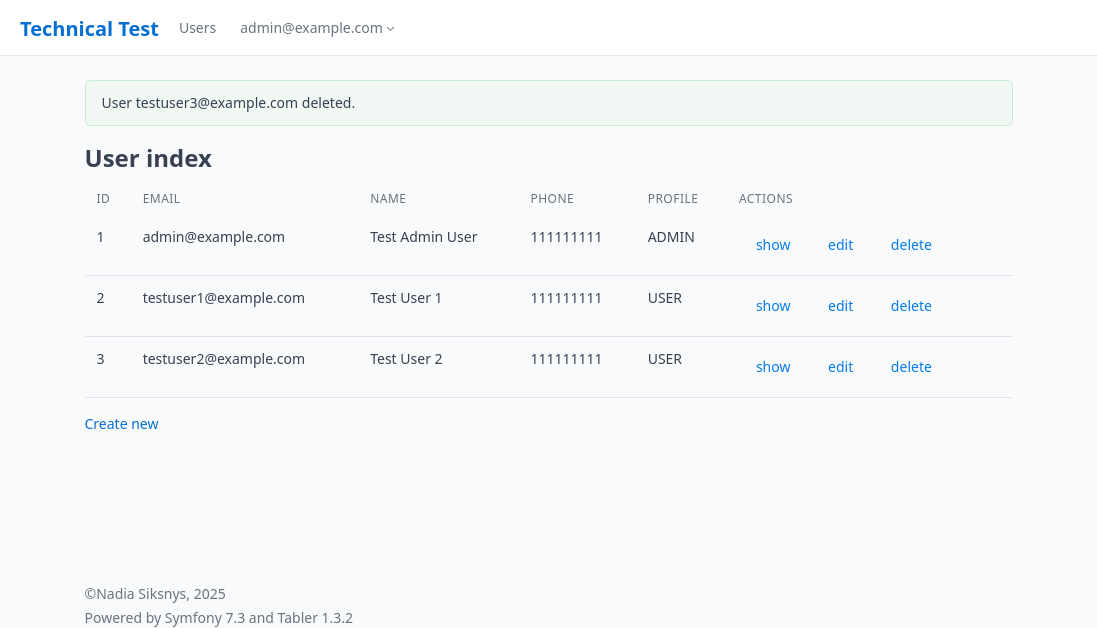 Technical Test Users admin@example.com
User testuser3@example.com deleted.
User index
ID EMAIL NAME PHONE PROFILE ACTIONS
1 admin@example.com Test Admin User 111111111 ADMIN show edit delete
2 testuser1@example.com Test User 1 111111111 USER show edit delete
3 testuser2@example.com Test User 2 111111111 USER show edit delete
Create new
©Nadia Siksnys, 2025
Powered by Symfony 7.3 and Tabler 1.3.2